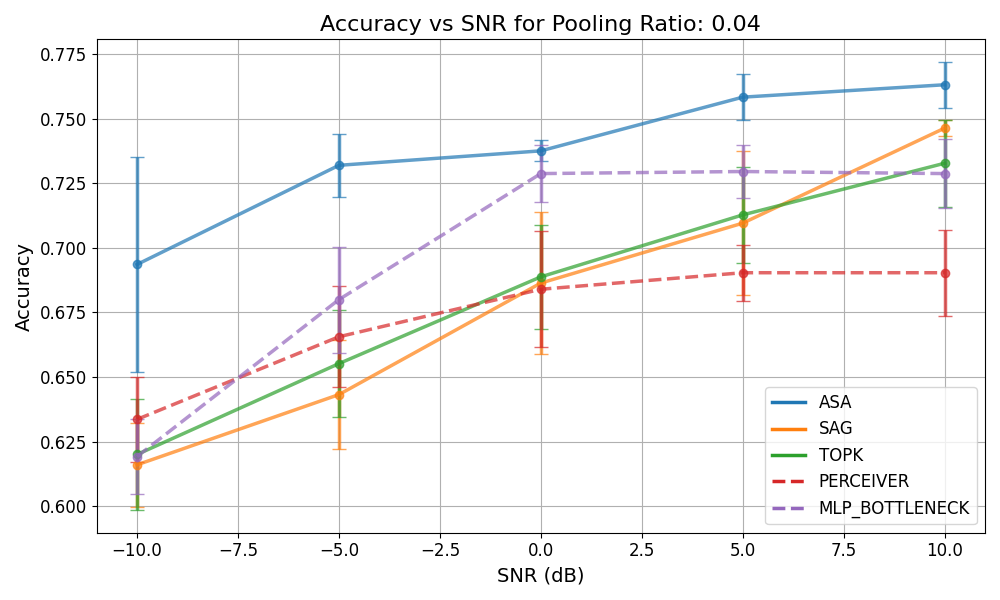 Accuracy vs SNR for Pooling Ratio: 0.04
0.775
0.750
0.725
0.700
0.675
0.650
0.625
0.600
Accuracy
ASA
SAG
TOPK
PERCEIVER
MLP_BOTTLENECK
−10.0 −7.5 −5.0 −2.5 0.0 2.5 5.0 7.5 10.0
SNR (dB)